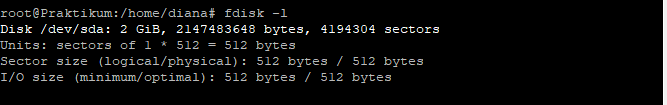 root@Praktikum:/home/diana# fdisk -l
Disk /dev/sda: 2 GiB, 2147483648 bytes, 4194304 sectors
Units: sectors of 1 * 512 = 512 bytes
Sector size (logical/physical): 512 bytes / 512 bytes
I/O size (minimum/optimal): 512 bytes / 512 bytes